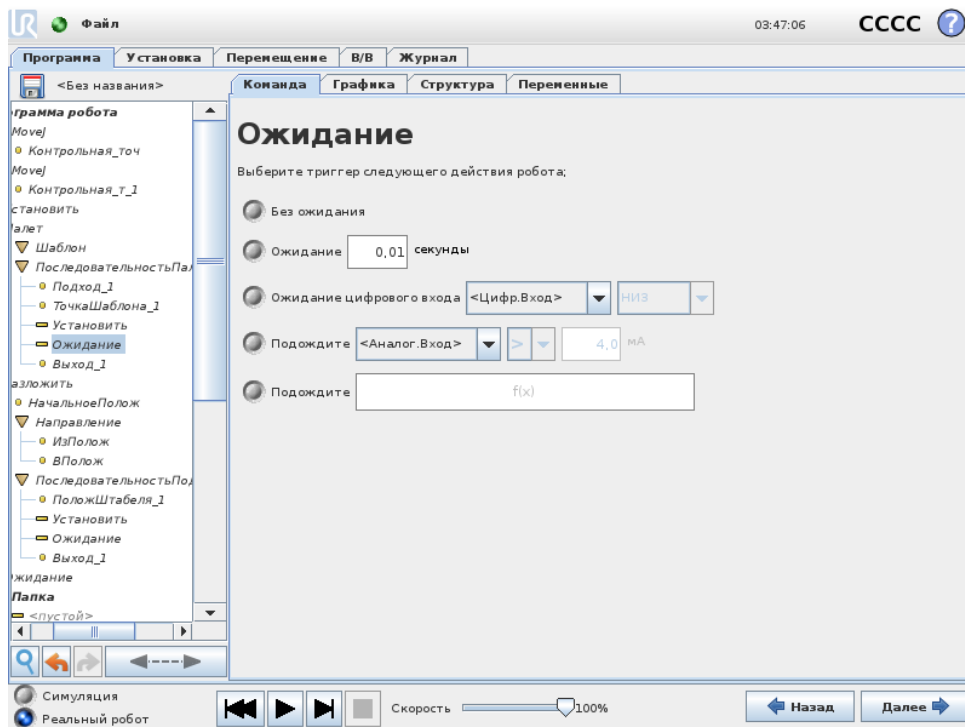 UR Файл 03:47:06 CCCC ?
Программа Установка Перемещение В/В Журнал
<Без названия> Команда Графика Структура Переменные
грамма робота
MoveJ
Контрольная_точ
MoveJ
Контрольная_т_1
становить
алет
Шаблон
ПоследовательностьПал
Подход_1
ТочкаШаблона_1
Установить
Ожидание
Выход_1
азложить
НачальноеПолож
Направление
ИзПолож
ВПолож
ПоследовательностьПод
ПоложШтабеля_1
Установить
Ожидание
Выход_1
жидание
Папка
<пустой>
Ожидание
Выберите триггер следующего действия робота;
Без ожидания
Ожидание 0,01 секунды
Ожидание цифрового входа <Цифр.Вход> НИЗ
Подождите <Аналог.Вход> > 4,0 мА
Подождите f(x)
Симуляция
Реальный робот
Скорость 100%
Назад Далее